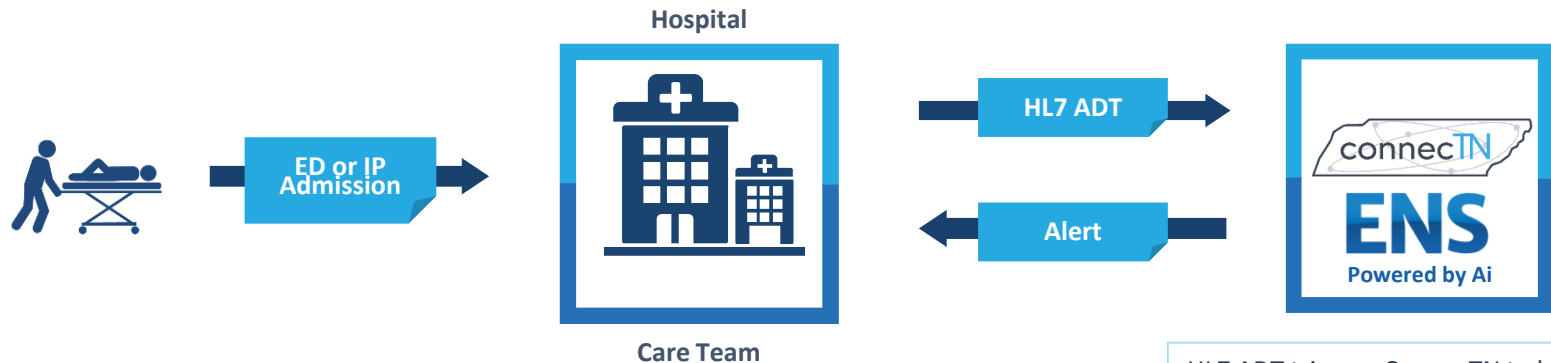 Hospital
HL7 ADT
connecTN
ED or IP
Admission
ENS
Alert
Powered by Ai
Care Team